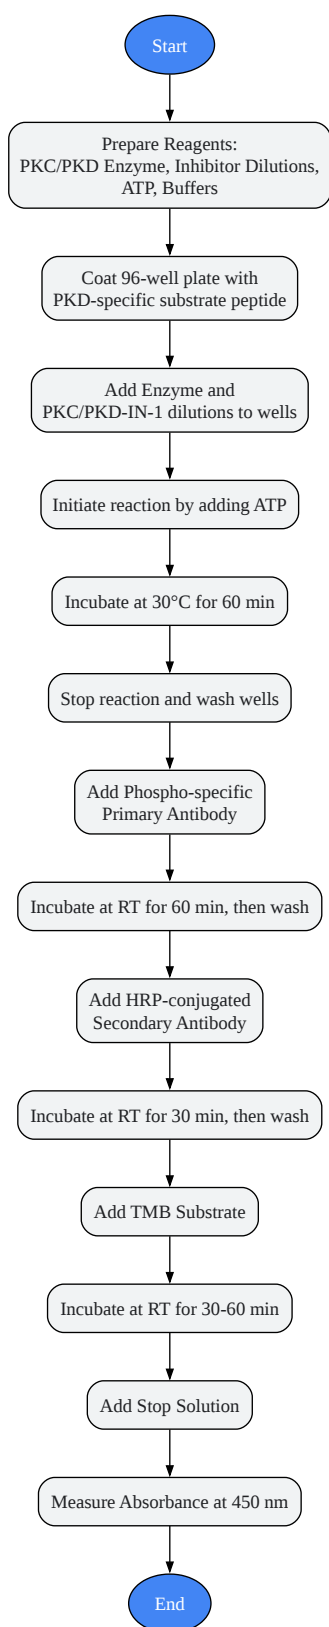 Start
Prepare Reagents:
PKC/PKD Enzyme, Inhibitor Dilutions,
ATP, Buffers
Coat 96-well plate with
PKD-specific substrate peptide
Add Enzyme and
PKC/PKD-IN-1 dilutions to wells
Initiate reaction by adding ATP
Incubate at 30°C for 60 min
Stop reaction and wash wells
Add Phospho-specific
Primary Antibody
Incubate at RT for 60 min, then wash
Add HRP-conjugated
Secondary Antibody
Incubate at RT for 30 min, then wash
Add TMB Substrate
Incubate at RT for 30-60 min
Add Stop Solution
Measure Absorbance at 450 nm
End